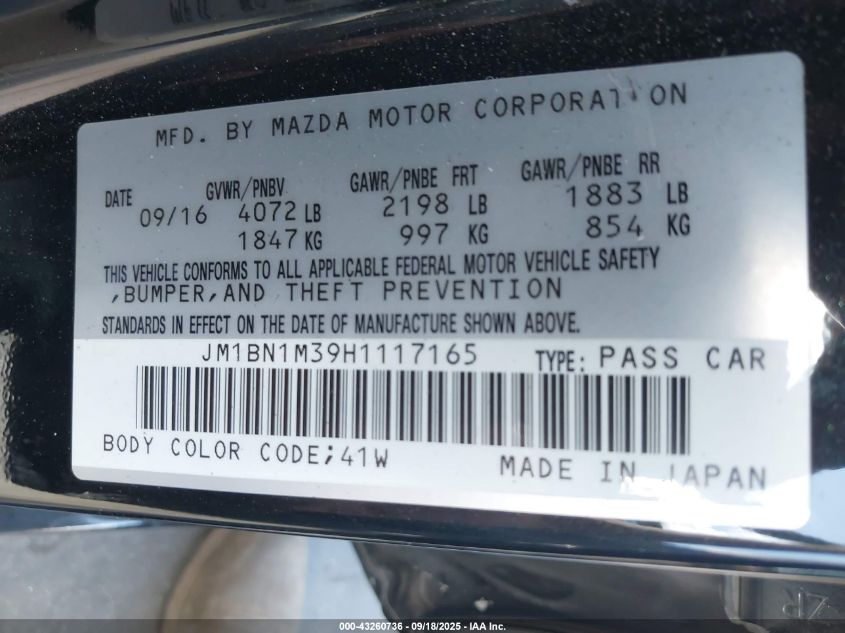 MFD. BY MAZDA MOTOR CORPORATION
DATE GVWR/PNBV GAWR/PNBE FRT GAWR/PNBE RR
09/16 4072 LB 2198 LB 1883 LB
1847 KG 997 KG 854 KG
THIS VEHICLE CONFORMS TO ALL APPLICABLE FEDERAL MOTOR VEHICLE SAFETY
,BUMPER,AND THEFT PREVENTION
STANDARDS IN EFFECT ON THE DATE OF MANUFACTURE SHOWN ABOVE.
JM1BN1M39H1117165 TYPE: PASS CAR
BODY COLOR CODE;41W MADE IN JAPAN
000-43260736 - 09/18/2025 - IAA Inc.